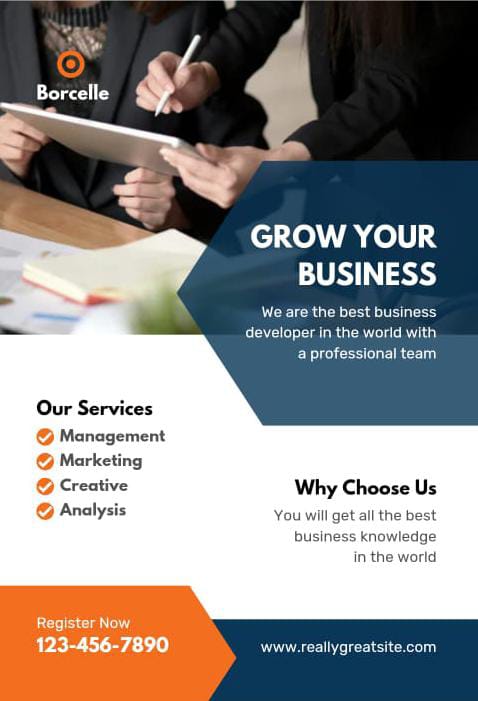 Borcelle
GROW YOUR
BUSINESS
We are the best business
developer in the world with
a professional team
Our Services
Management
Marketing
Creative
Analysis
Why Choose Us
You will get all the best
business knowledge
in the world
Register Now
123-456-7890
www.reallygreatsite.com